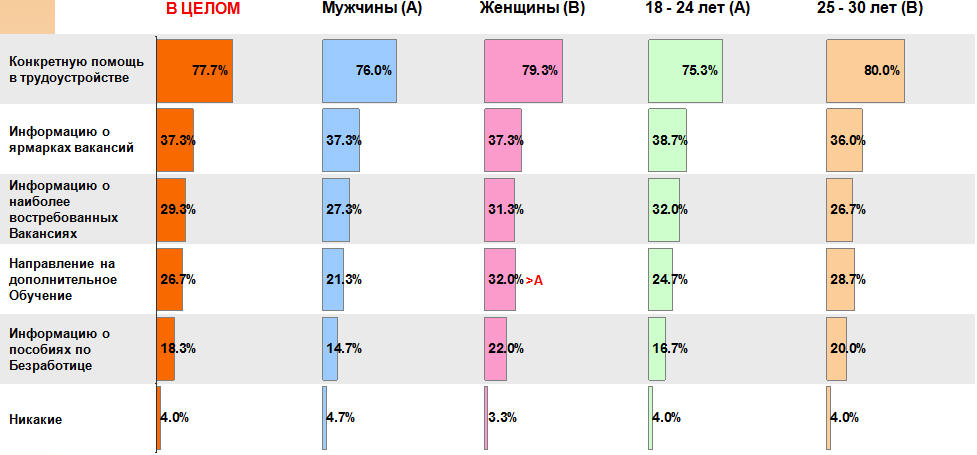 В ЦЕЛОМ Мужчины (А) Женщины (В) 18 - 24 лет (А) 25 - 30 лет (В)
Конкретную помощь
в трудоустройстве
77.7% 76.0% 79.3% 75.3% 80.0%
Информацию о
ярмарках вакансий
37.3% 37.3% 37.3% 38.7% 36.0%
Информацию о
наиболее
востребованных
Вакансиях
29.3% 27.3% 31.3% 32.0% 26.7%
Направление на
дополнительное
Обучение
26.7% 21.3% 32.0% >А 24.7% 28.7%
Информацию о
пособиях по
Безработице
18.3% 14.7% 22.0% 16.7% 20.0%
Никакие
4.0% 4.7% 3.3% 4.0% 4.0%